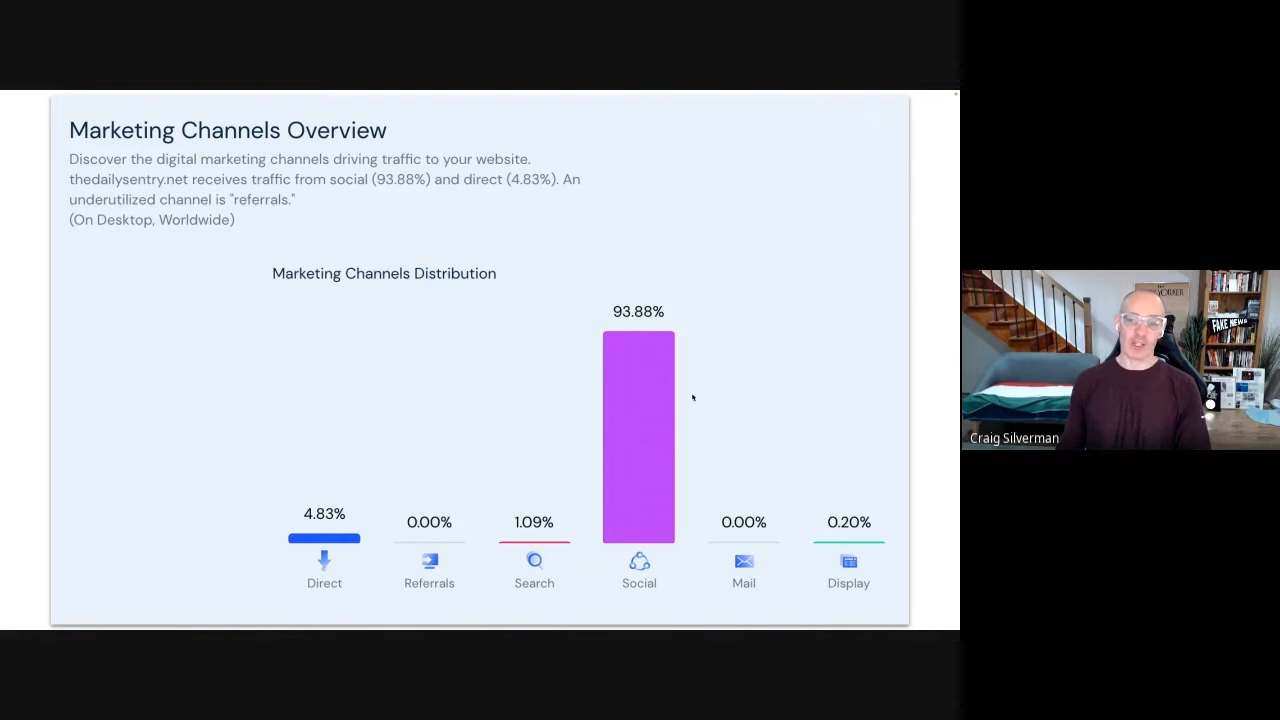 Marketing Channels Overview
Discover the digital marketing channels driving traffic to your website.
thedailysentry.net receives traffic from social (93.88%) and direct (4.83%). An
underutilized channel is "referrals."
(On Desktop, Worldwide)
Marketing Channels Distribution
93.88%
4.83%
0.00%
1.09%
0.00%
0.20%
Direct
Referrals
Search
Social
Mail
Display
FAKE NEWS
Craig Silverman